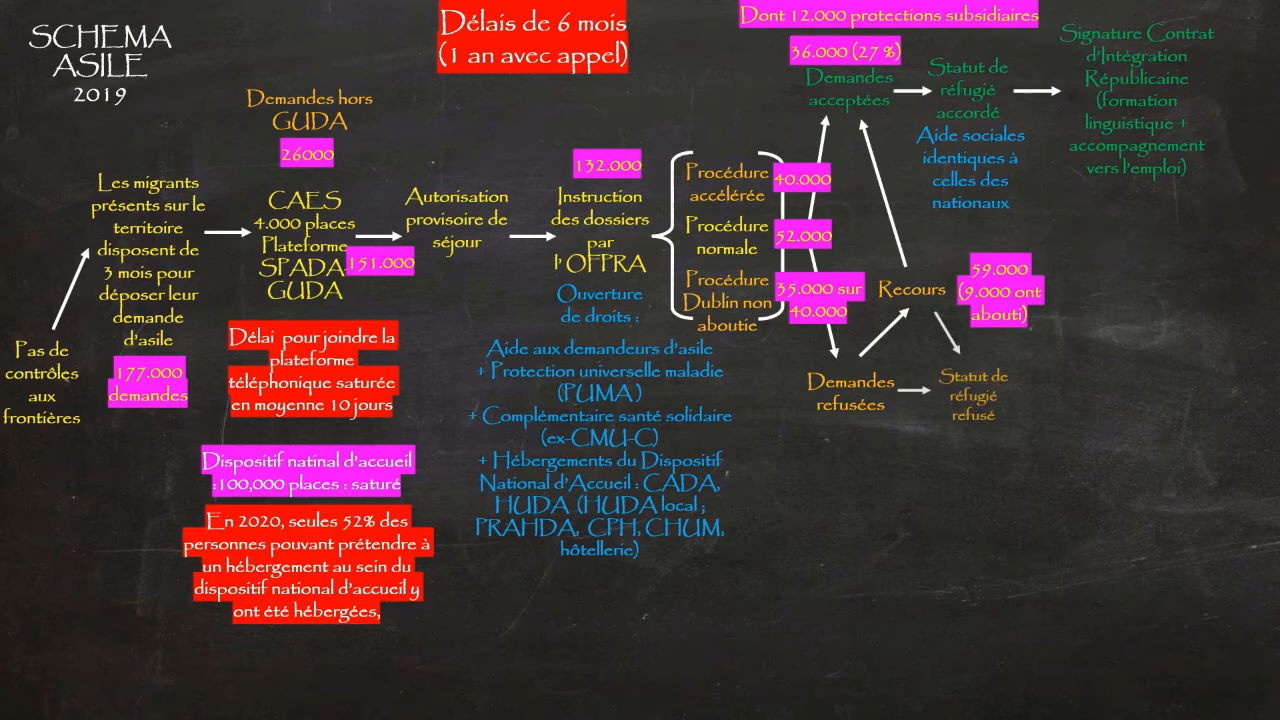 SCHEMA
ASILE
2019
Délais de 6 mois
(1 an avec appel)
Dont 12.000 protections subsidiaires
36.000 (27 %)
Demandes
acceptées
Statut de
réfugié
accordé
Aide sociales
identiques à
celles des
nationaux
Signature Contrat
d'Intégration
Républicaine
(formation
linguistique +
accompagnement
vers l'emploi)
Demandes hors
GUDA
26000
Les migrants
présents sur le
territoire
disposent de
3 mois pour
déposer leur
demande
d'asile
177.000
demandes
Pas de
contrôles
aux
frontières
CAES
4.000 places
Plateforme
SPADA
GUDA
151.000
Autorisation
provisoire de
séjour
132.000
Instruction
des dossiers
par
l'OFPRA
Procédure
accélérée
40.000
Procédure
normale
52.000
Procédure
Dublin non
aboutie
35.000 sur
40.000
Recours
59.000
(9.000 ont
abouti)
Demandes
refusées
Statut de
réfugié
refusé
Ouverture
de droits :
Aide aux demandeurs d'asile
+ Protection universelle maladie
(PUMA)
+ Complémentaire santé solidaire
(ex-CMU-C)
+ Hébergements du Dispositif
National d'Accueil : CADA,
HUDA (HUDA local ;
PRAHDA, CPH, CHUM,
hôtellerie)
Délai pour joindre la
plateforme
téléphonique saturée
en moyenne 10 jours
Dispositif natinal d'accueil
:100,000 places : saturé
En 2020, seules 52% des
personnes pouvant prétendre à
un hébergement au sein du
dispositif national d'accueil y
ont été hébergées,